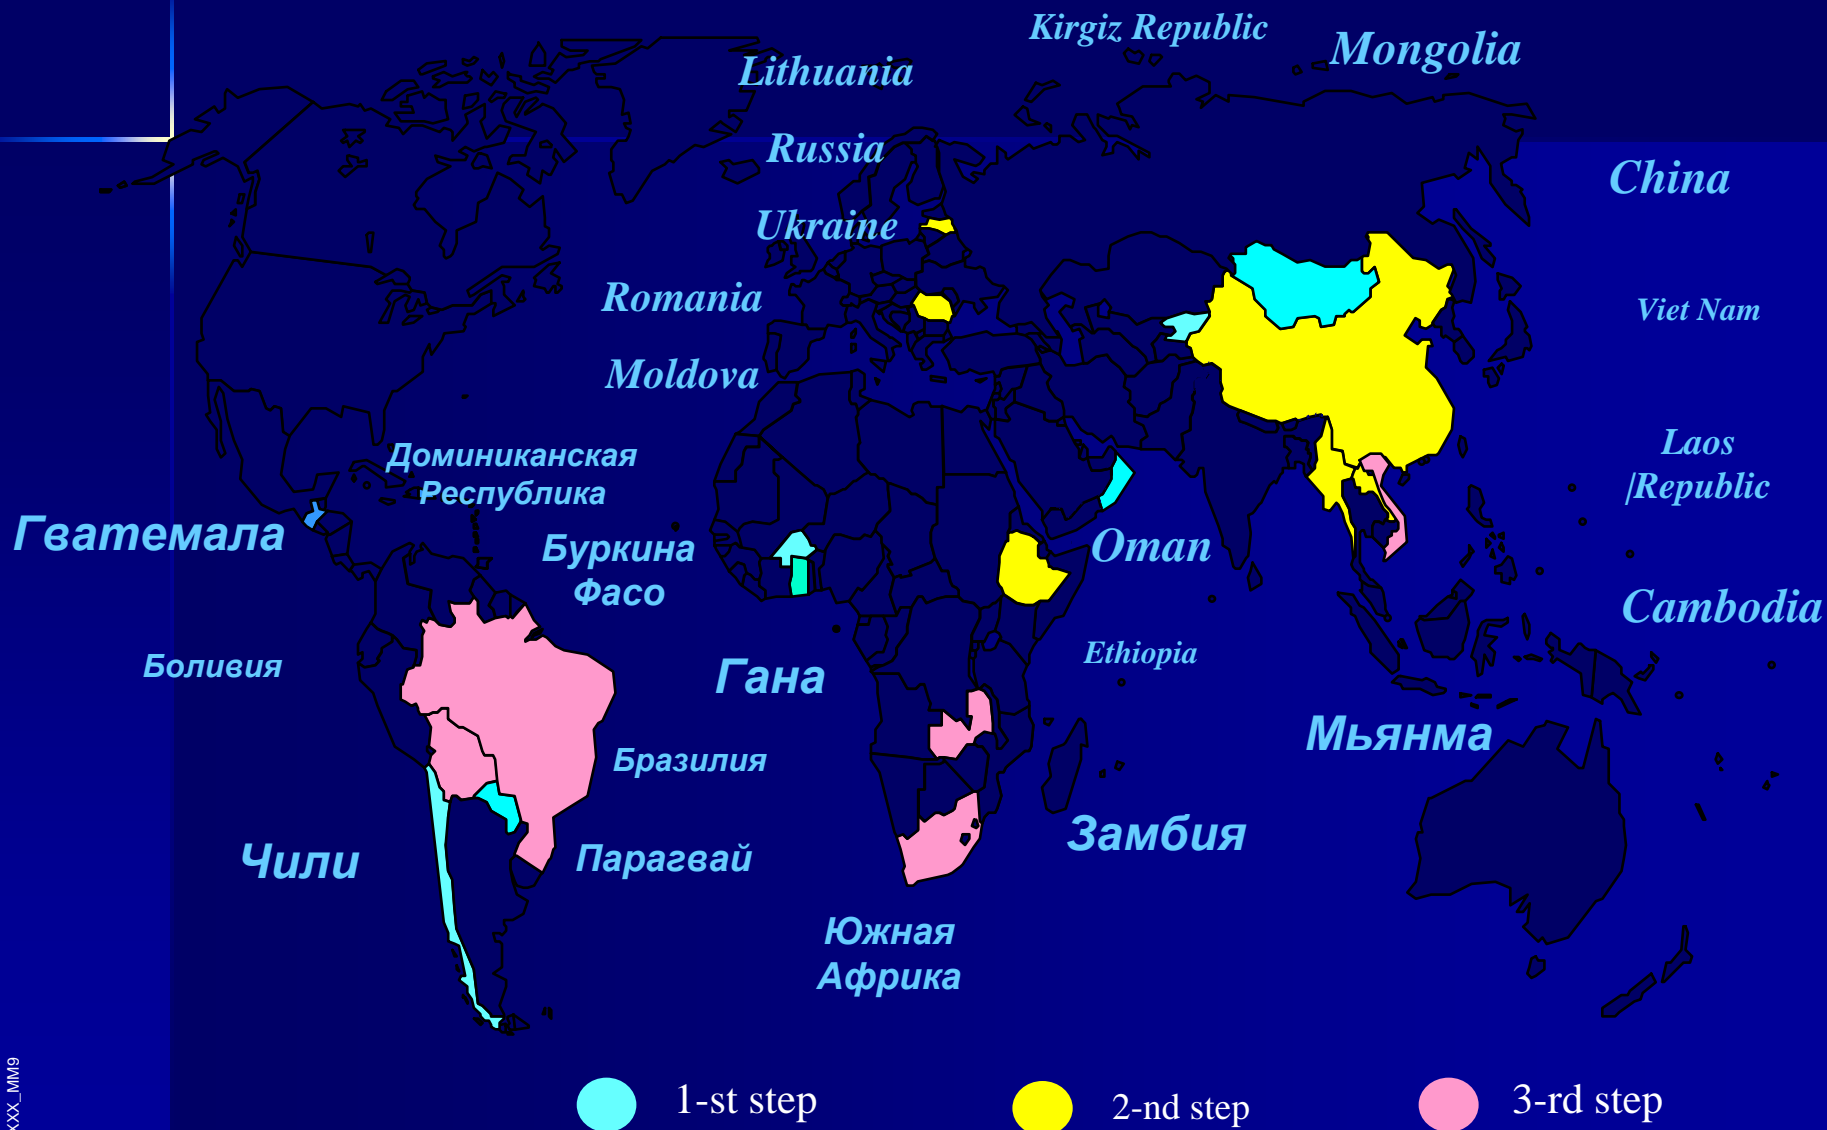 Kirgiz Republic
Mongolia
Lithuania
Russia
China
Ukraine
Romania
Viet Nam
Moldova
Доминиканская
Республика
Laos
/Republic
Гватемала
Буркина
Фасо
Oman
Cambodia
Боливия
Гана
Ethiopia
Мьянма
Бразилия
Замбия
Чили
Парагвай
Южная
Африка
XXX_MM9
1-st step
2-nd step
3-rd step